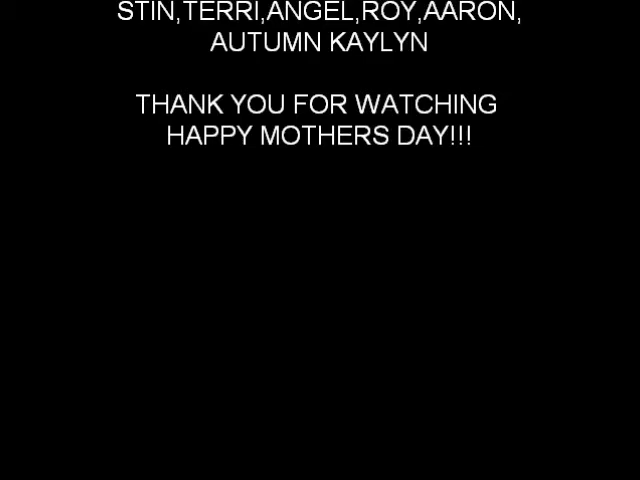 STIN,TERRI,ANGEL,ROY,AARON,
AUTUMN KAYLYN
THANK YOU FOR WATCHING
HAPPY MOTHERS DAY!!!